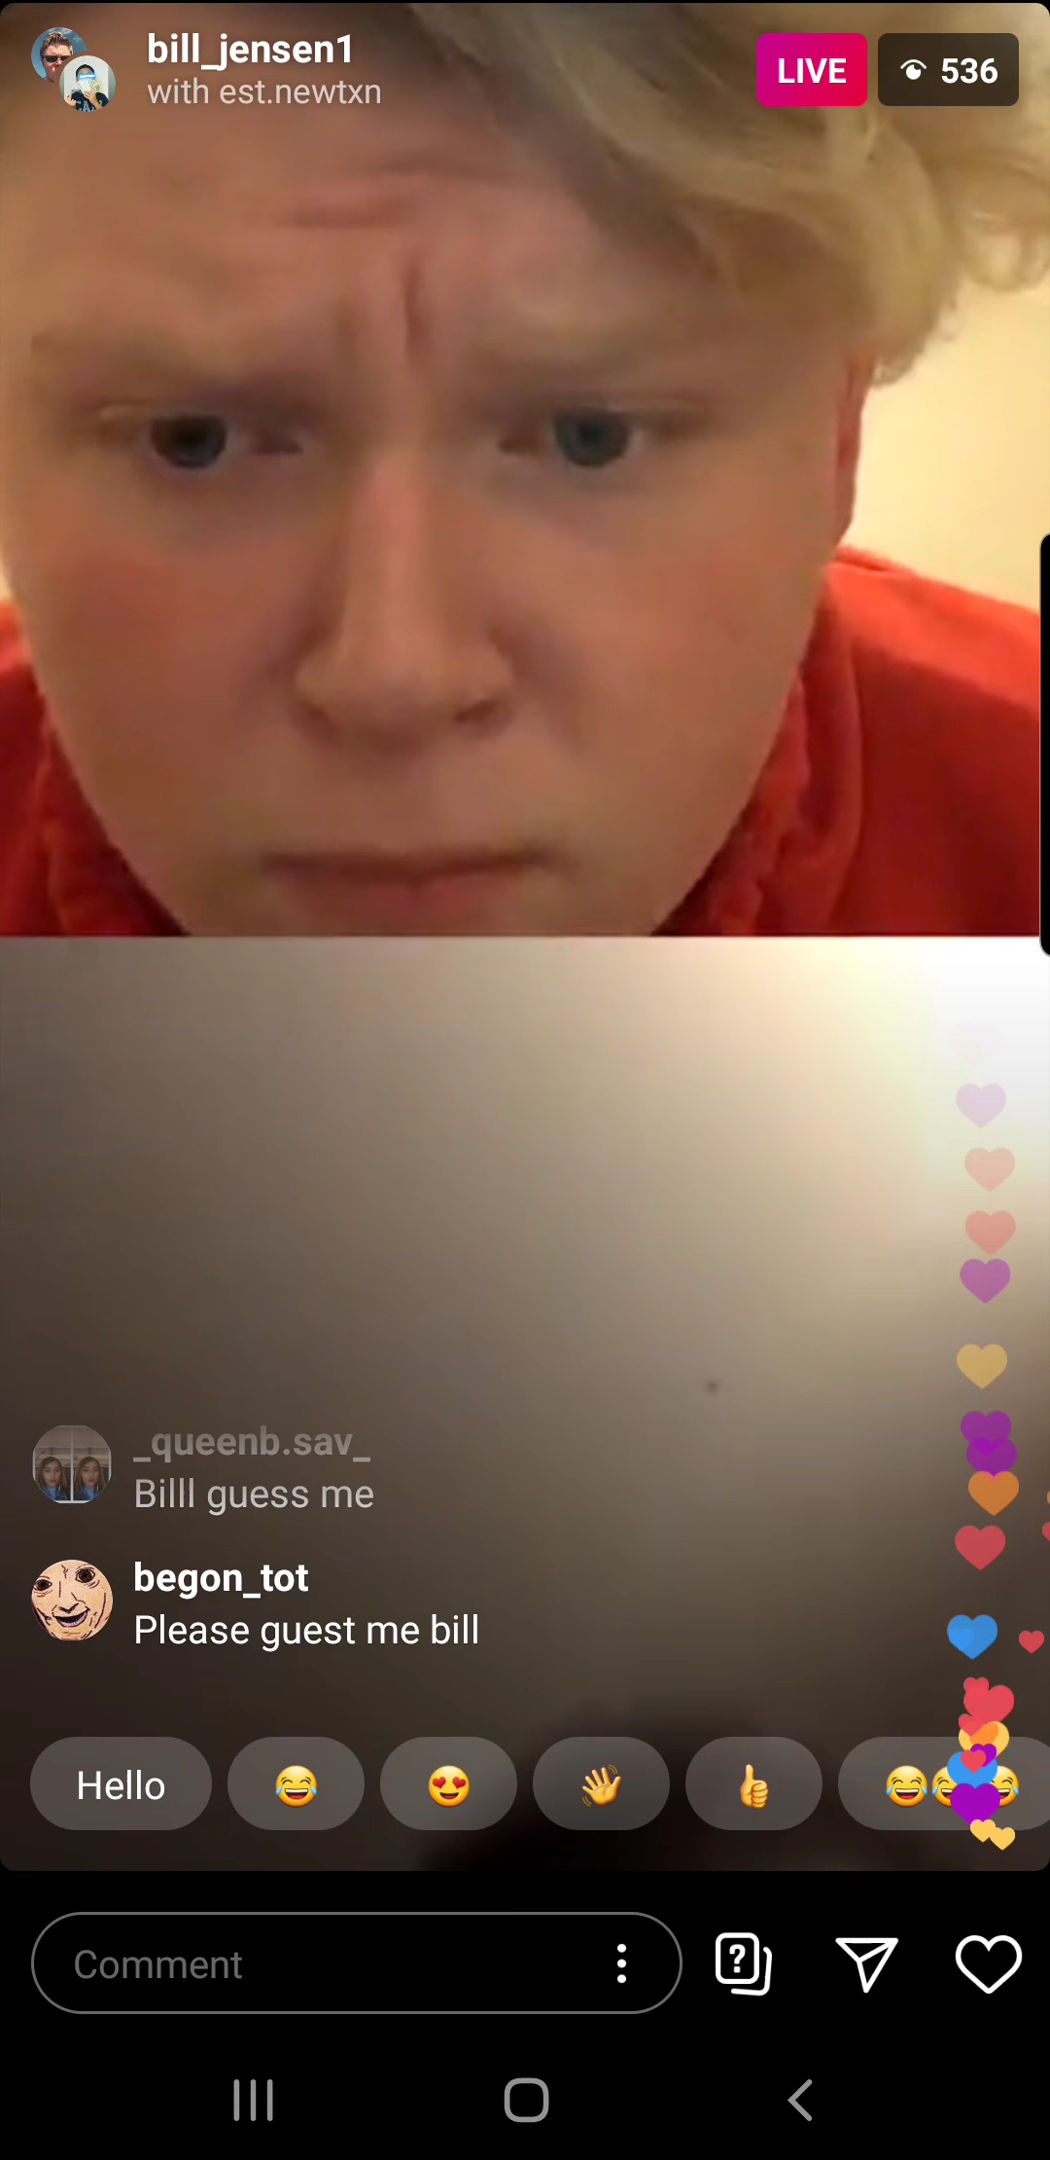 bill_jensen1
with est.newtxn
LIVE
536
_queenb.sav_
Billl guess me
begon_tot
Please guest me bill
Hello
😂
😍
👋
👍
😂😂😂
Comment
?